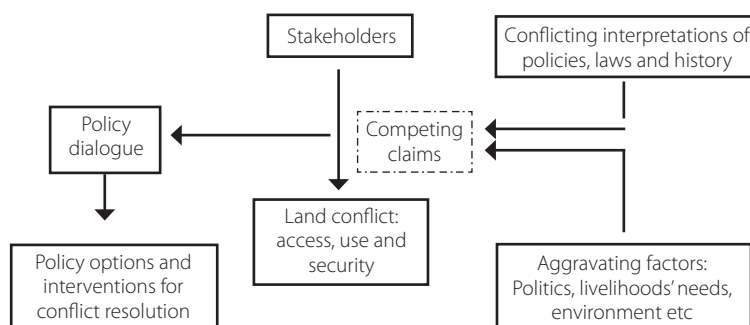 Stakeholders
Conflicting interpretations of
policies, laws and history
Policy
dialogue
Competing
claims
Land conflict:
access, use and
security
Policy options and
interventions for
conflict resolution
Aggravating factors:
Politics, livelihoods’ needs,
environment etc